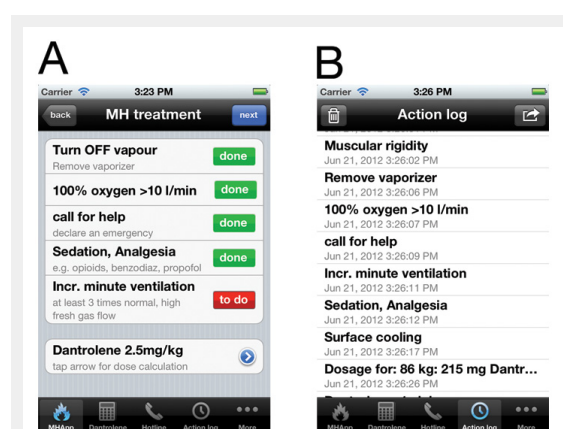 A
Carrier 3:23 PM
back MH treatment next
Turn OFF vapour
Remove vaporizer
done
100% oxygen >10 l/min
done
call for help
declare an emergency
done
Sedation, Analgesia
e.g. opioids, benzodiaz, propofol
done
Incr. minute ventilation
at least 3 times normal, high
fresh gas flow
to do
Dantrolene 2.5mg/kg
tap arrow for dose calculation
MHApp Dantrolene Hotline Action log More
B
Carrier 3:26 PM
Action log
Muscular rigidity
Jun 21, 2012 3:26:02 PM
Remove vaporizer
Jun 21, 2012 3:26:06 PM
100% oxygen >10 l/min
Jun 21, 2012 3:26:07 PM
call for help
Jun 21, 2012 3:26:09 PM
Incr. minute ventilation
Jun 21, 2012 3:26:11 PM
Sedation, Analgesia
Jun 21, 2012 3:26:12 PM
Surface cooling
Jun 21, 2012 3:26:17 PM
Dosage for: 86 kg: 215 mg Dantr...
Jun 21, 2012 3:26:26 PM
MHApp Dantrolene Hotline Action log More